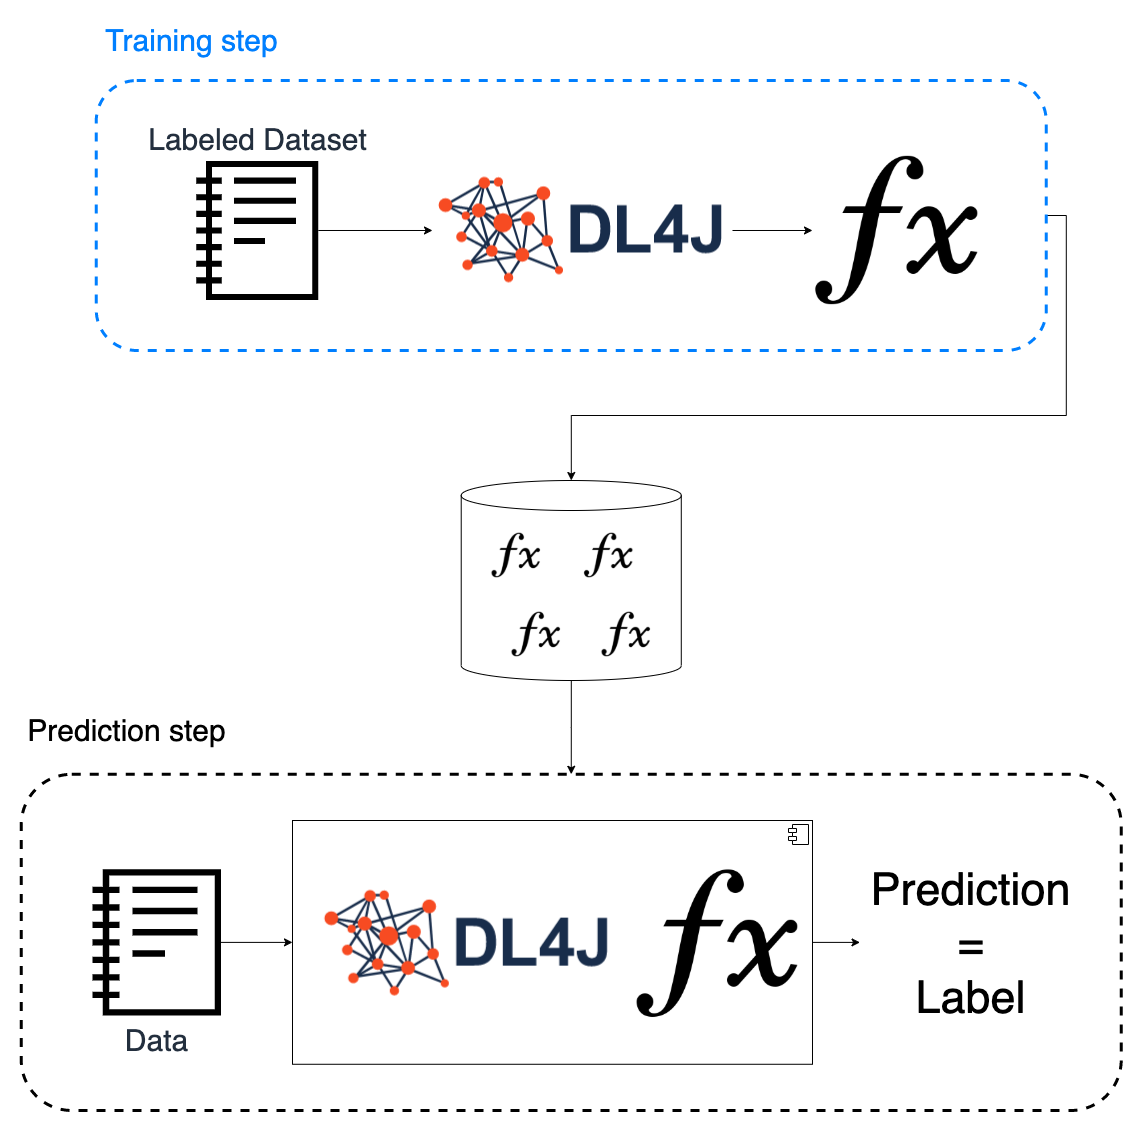 Training step
Labeled Dataset
DL4J
fx
fx fx
fx fx
Prediction step
Data
DL4J
fx
Prediction
=
Label